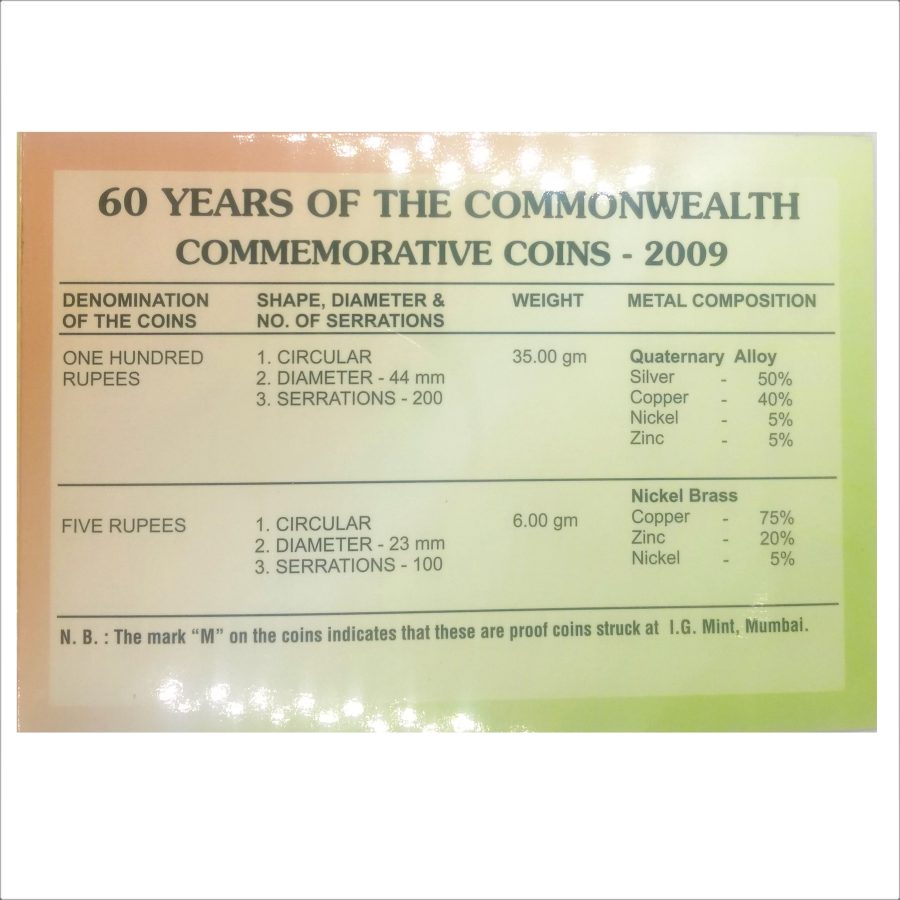 60 YEARS OF THE COMMONWEALTH
COMMEMORATIVE COINS - 2009
DENOMINATION OF THE COINS
SHAPE, DIAMETER & NO. OF SERRATIONS
WEIGHT
METAL COMPOSITION
ONE HUNDRED RUPEES
1. CIRCULAR
2. DIAMETER - 44 mm
3. SERRATIONS - 200
35.00 gm
Quaternary Alloy
Silver - 50%
Copper - 40%
Nickel - 5%
Zinc - 5%
FIVE RUPEES
1. CIRCULAR
2. DIAMETER - 23 mm
3. SERRATIONS - 100
6.00 gm
Nickel Brass
Copper - 75%
Zinc - 20%
Nickel - 5%
N. B. : The mark “M” on the coins indicates that these are proof coins struck at I.G. Mint, Mumbai.